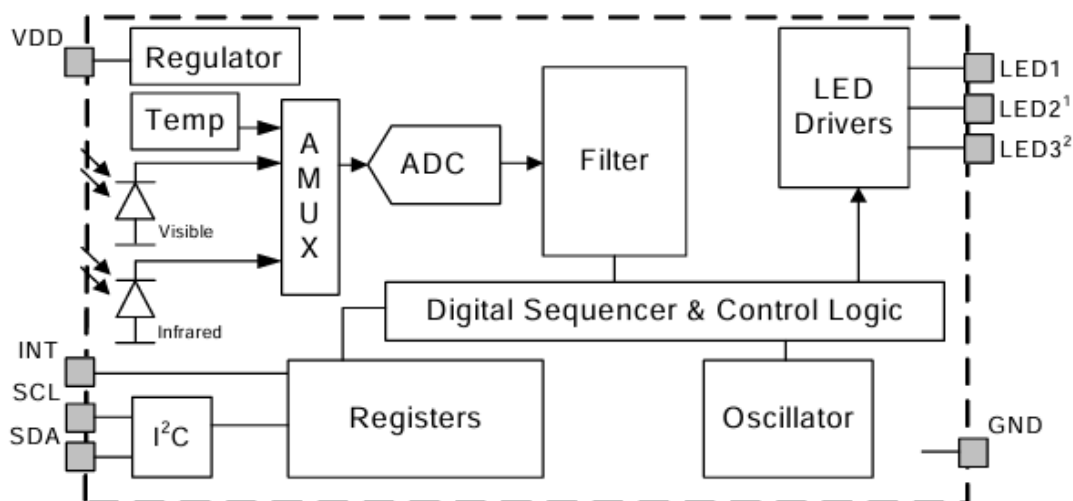 VDD
Regulator
LED1
LED2¹
LED3²
LED
Drivers
Temp
A
M
U
X
ADC
Filter
Visible
Infrared
Digital Sequencer & Control Logic
INT
SCL
SDA
I²C
Registers
Oscillator
GND